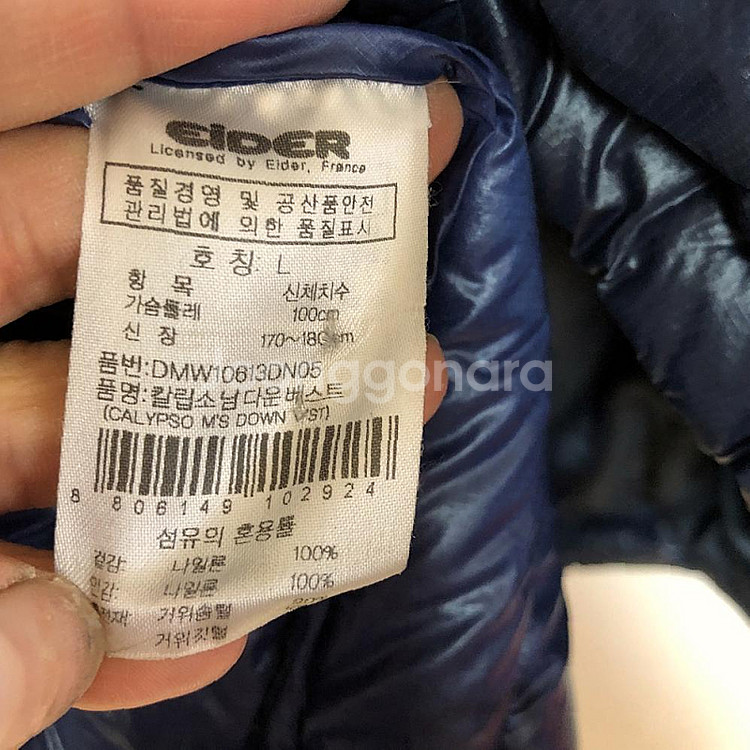 EIDER
Licensed by Eider, France
품질경영 및 공산품안전
관리법에 의한 품질표시
호 칭: L
항 목 신체치수
가슴둘레 100cm
신 장 170~180cm
품번:DMW10613DN05
품명:칼립소남다운베스트
(CALYPSO M'S DOWN VEST)
8 806149 102924
섬유의 혼용률
겉감: 나일론 100%
안감: 나일론 100%
거위솜털
거위깃털
ggonara